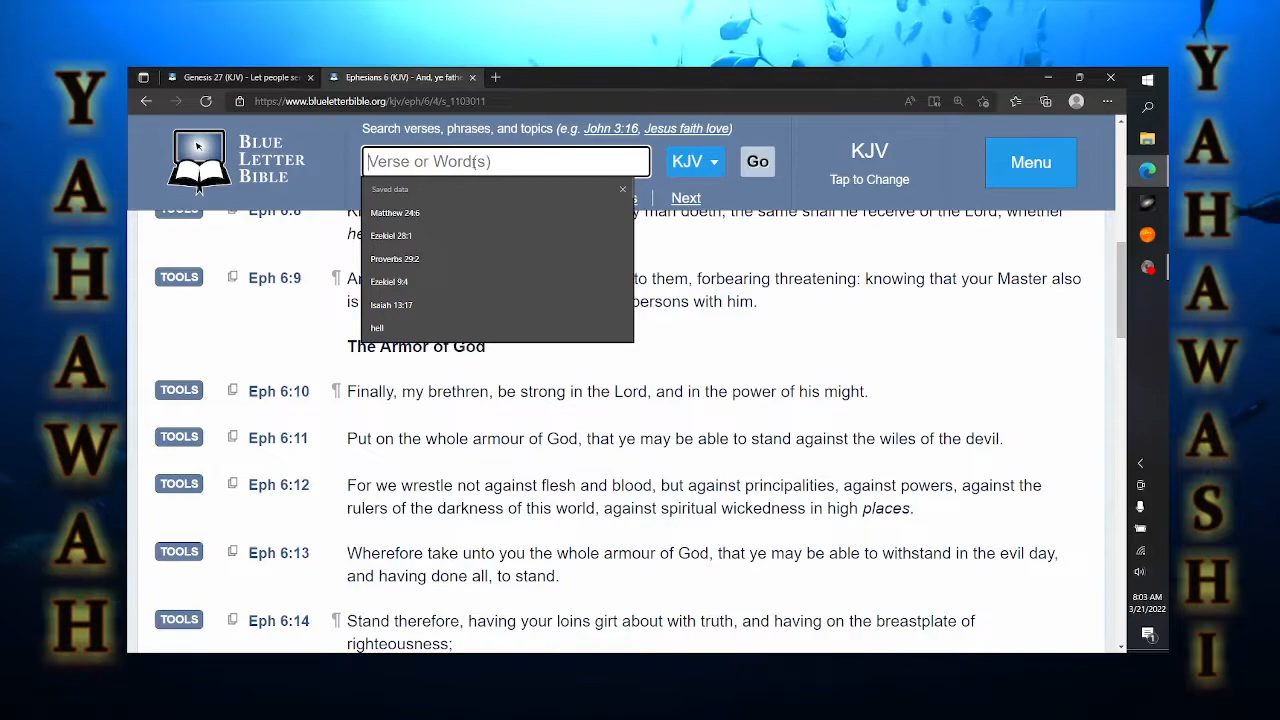 YAHAWAH
YAHAWASHI
Genesis 27 (KJV) - Let people se
Ephesians 6 (KJV) - And, ye fath
https://www.blueletterbible.org/kjv/eph/6/4/s_1103011
BLUE
LETTER
BIBLE
Search verses, phrases, and topics (e.g. John 3:16, Jesus faith love)
Verse or Word(s)
KJV
Go
KJV
Tap to Change
Menu
Next
Saved data
Matthew 24:6
Ezekiel 28:1
Proverbs 29:2
Ezekiel 9:4
Isaiah 13:17
hell
TOOLS Eph 6:8 man doeth, the same shall he receive of the Lord, whether
TOOLS Eph 6:9 ¶ to them, forbearing threatening: knowing that your Master also
is persons with him.
The Armor of God
TOOLS Eph 6:10 ¶ Finally, my brethren, be strong in the Lord, and in the power of his might.
TOOLS Eph 6:11 Put on the whole armour of God, that ye may be able to stand against the wiles of the devil.
TOOLS Eph 6:12 For we wrestle not against flesh and blood, but against principalities, against powers, against the
rulers of the darkness of this world, against spiritual wickedness in high places.
TOOLS Eph 6:13 Wherefore take unto you the whole armour of God, that ye may be able to withstand in the evil day,
and having done all, to stand.
TOOLS Eph 6:14 ¶ Stand therefore, having your loins girt about with truth, and having on the breastplate of
righteousness;
8:03 AM
3/21/2022
1